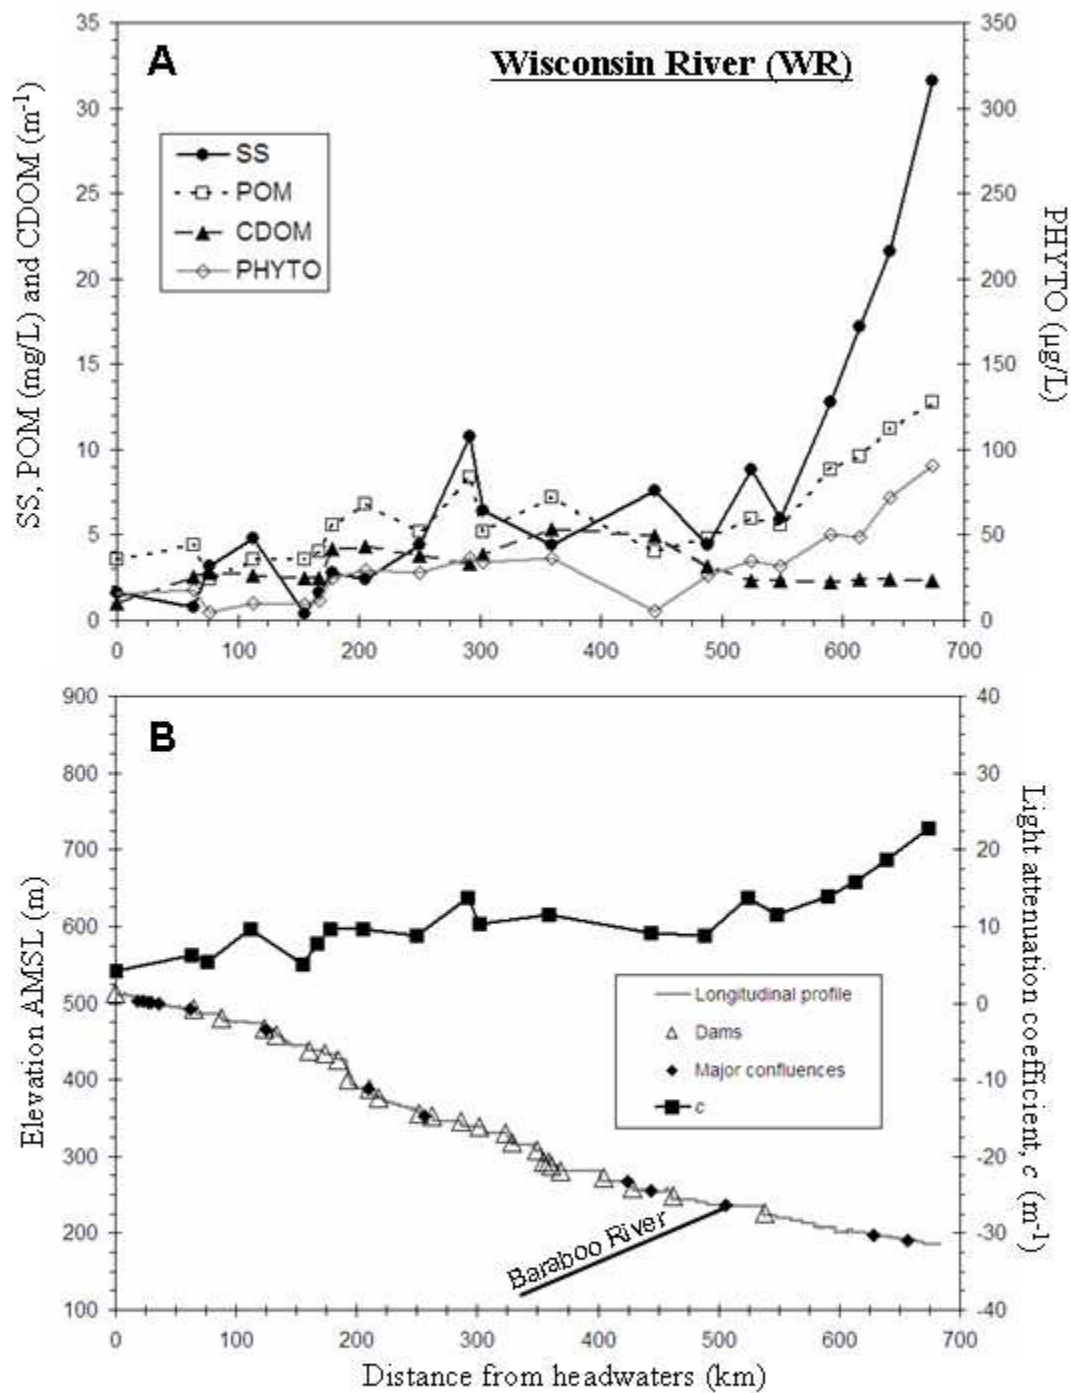 A
Wisconsin River (WR)
SS
POM
CDOM
PHYTO
SS, POM (mg/L) and CDOM (m-1)
35
30
25
20
15
10
5
0
PHYTO (µg/L)
350
300
250
200
150
100
50
0
0 100 200 300 400 500 600 700
B
Elevation AMSL (m)
900
800
700
600
500
400
300
200
100
Light attenuation coefficient, c (m-1)
40
30
20
10
0
-10
-20
-30
-40
Longitudinal profile
Dams
Major confluences
c
Baraboo River
0 100 200 300 400 500 600 700
Distance from headwaters (km)